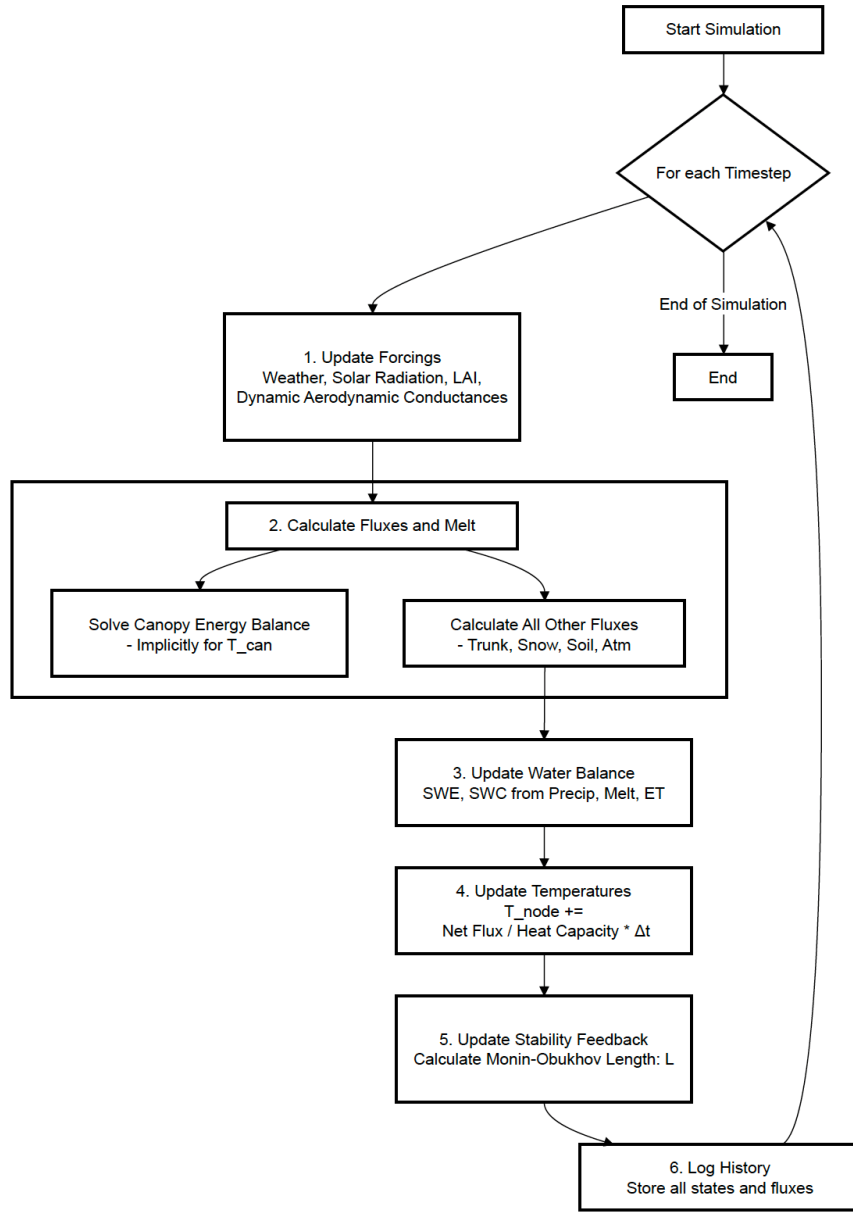 Start Simulation
For each Timestep
End of Simulation
End
1. Update Forcings
Weather, Solar Radiation, LAI,
Dynamic Aerodynamic Conductances
2. Calculate Fluxes and Melt
Solve Canopy Energy Balance
- Implicitly for T_can
Calculate All Other Fluxes
- Trunk, Snow, Soil, Atm
3. Update Water Balance
SWE, SWC from Precip, Melt, ET
4. Update Temperatures
T_node +=
Net Flux / Heat Capacity * Δt
5. Update Stability Feedback
Calculate Monin-Obukhov Length: L
6. Log History
Store all states and fluxes